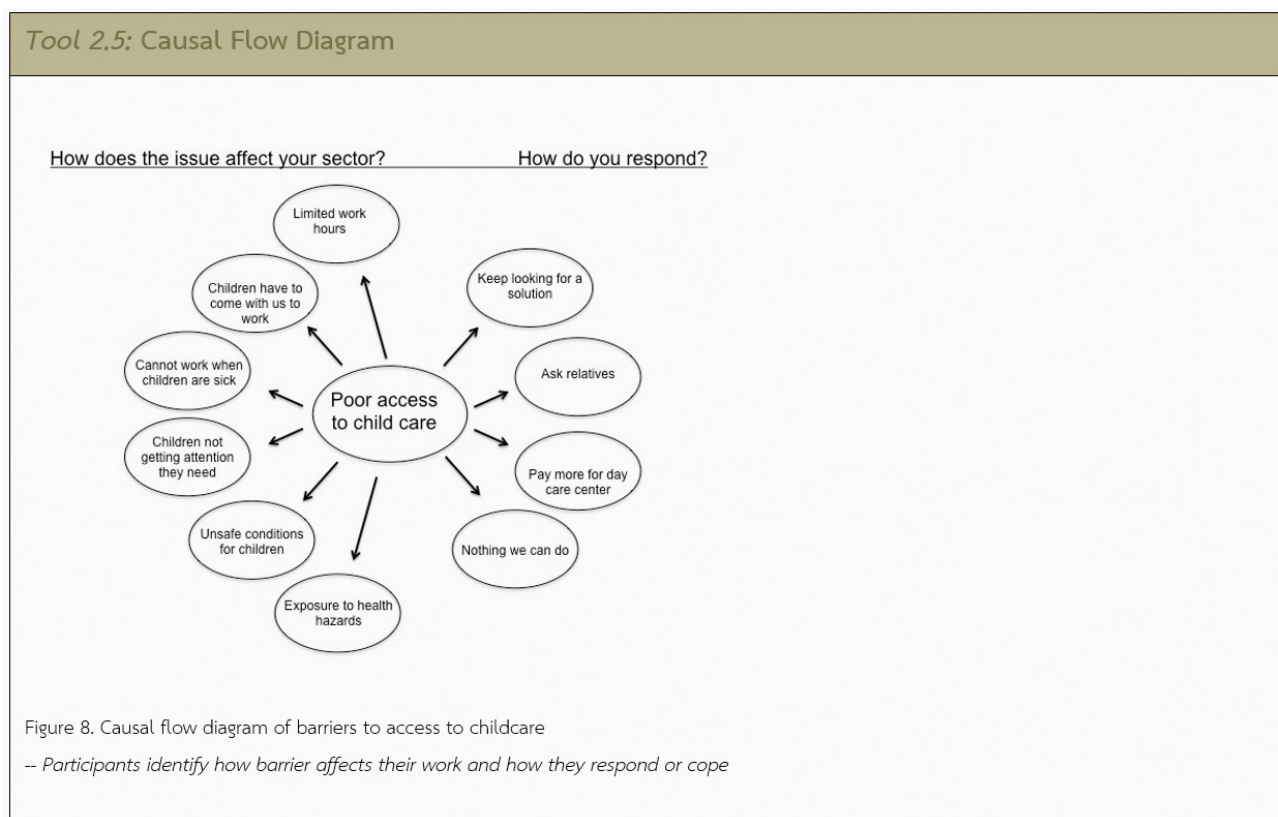 Tool 2.5: Causal Flow Diagram
How does the issue affect your sector?
How do you respond?
Limited work
hours
Children have to
come with us to
work
Cannot work when
children are sick
Children not
getting attention
they need
Unsafe conditions
for children
Exposure to health
hazards
Poor access
to child care
Keep looking for a
solution
Ask relatives
Pay more for day
care center
Nothing we can do
Figure 8. Causal flow diagram of barriers to access to childcare
-- Participants identify how barrier affects their work and how they respond or cope